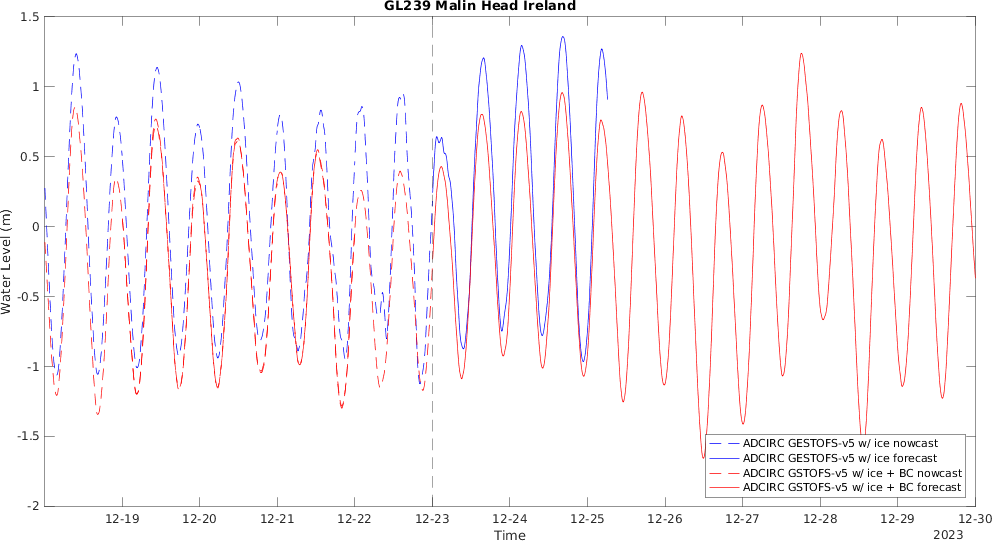 GL239 Malin Head Ireland
Water Level (m)
1.5
1
0.5
0
-0.5
-1
-1.5
-2
ADCIRC GESTOFS-v5 w/ ice nowcast
ADCIRC GESTOFS-v5 w/ ice forecast
ADCIRC GSTOFS-v5 w/ ice + BC nowcast
ADCIRC GSTOFS-v5 w/ ice + BC forecast
12-19 12-20 12-21 12-22 12-23 12-24 12-25 12-26 12-27 12-28 12-29 12-30
Time
2023